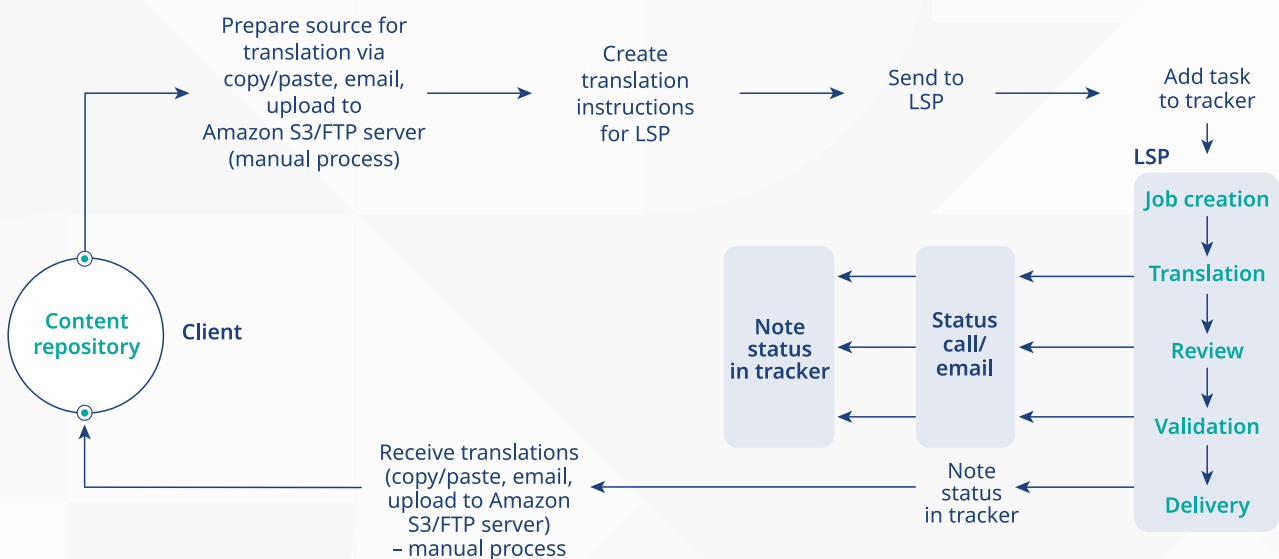 Prepare source for
translation via
copy/paste, email,
upload to
Amazon S3/FTP server
(manual process)
Create
translation
instructions
for LSP
Send to
LSP
Add task
to tracker
LSP
Job creation
Translation
Review
Validation
Delivery
Status
call/
email
Note
status
in tracker
Content
repository
Client
Note
status
in tracker
Receive translations
(copy/paste, email,
upload to Amazon
S3/FTP server)
– manual process